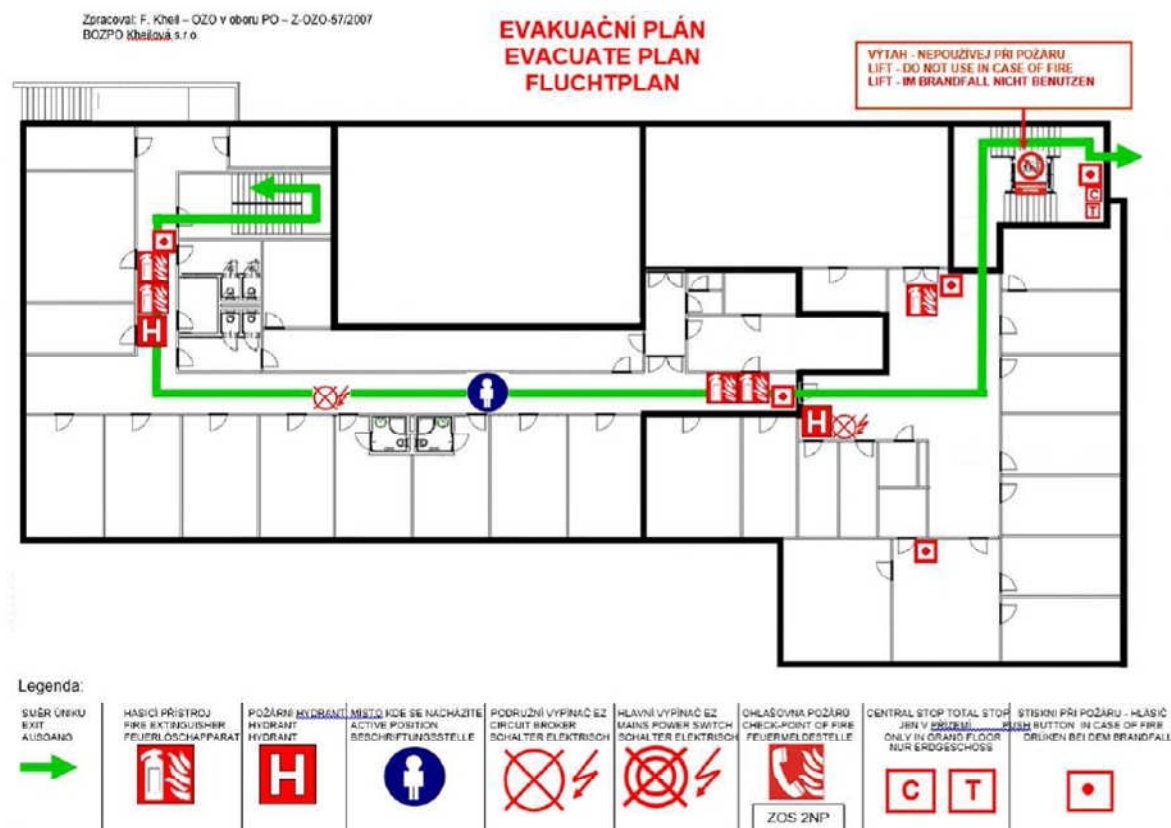 Zpracoval: F. Kheil – OZO v oboru PO – Z-OZO-57/2007
BOZPO Kheilová s.r.o.
EVAKUAČNÍ PLÁN
EVACUATE PLAN
FLUCHTPLAN
VÝTAH - NEPOUŽÍVEJ PŘI POŽÁRU
LIFT - DO NOT USE IN CASE OF FIRE
LIFT - IM BRANDFALL NICHT BENUTZEN
C
T
H
H
Legenda:
SMĚR ÚNIKU
EXIT
AUSGANG
HASICÍ PŘÍSTROJ
FIRE EXTINGUISHER
FEUERLÖSCHAPPARAT
POŽÁRNÍ HYDRANT
HYDRANT
HYDRANT
H
MÍSTO KDE SE NACHÁZÍTE
ACTIVE POSITION
BESCHRIFTUNGSSTELLE
PODRUŽNÍ VYPÍNAČ EZ
CIRCUIT BROKER
SCHALTER ELEKTRISCH
HLAVNÍ VYPÍNAČ EZ
MAINS POWER SWITCH
SCHALTER ELEKTRISCH
OHLAŠOVNA POŽÁRŮ
CHECK-POINT OF FIRE
FEUERMELDESTELLE
ZOS 2NP
CENTRAL STOP TOTAL STOP
JEN V PŘÍZEMÍ
ONLY IN GRAND FLOOR
NUR ERDGESCHOSS
C T
STISKNI PŘI POŽÁRU - HLÁSIČ
PUSH BUTTON IN CASE OF FIRE
DRÜKEN BEI DEM BRANDFALL